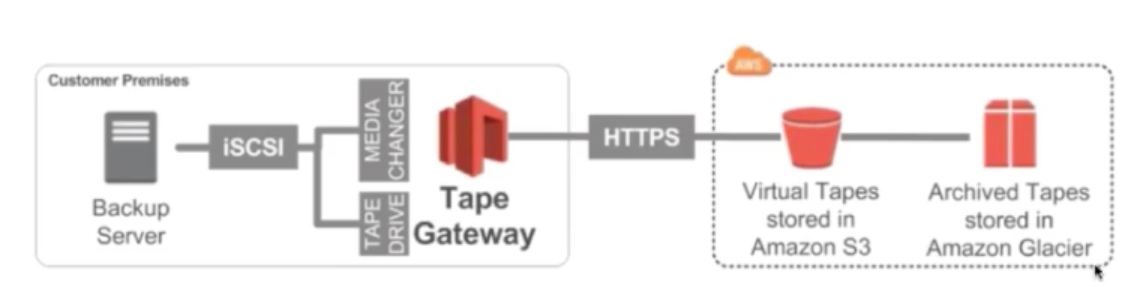 Customer Premises
Backup
Server
iSCSI
MEDIA
CHANGER
TAPE
DRIVE
Tape
Gateway
HTTPS
AWS
Virtual Tapes
stored in
Amazon S3
Archived Tapes
stored in
Amazon Glacier